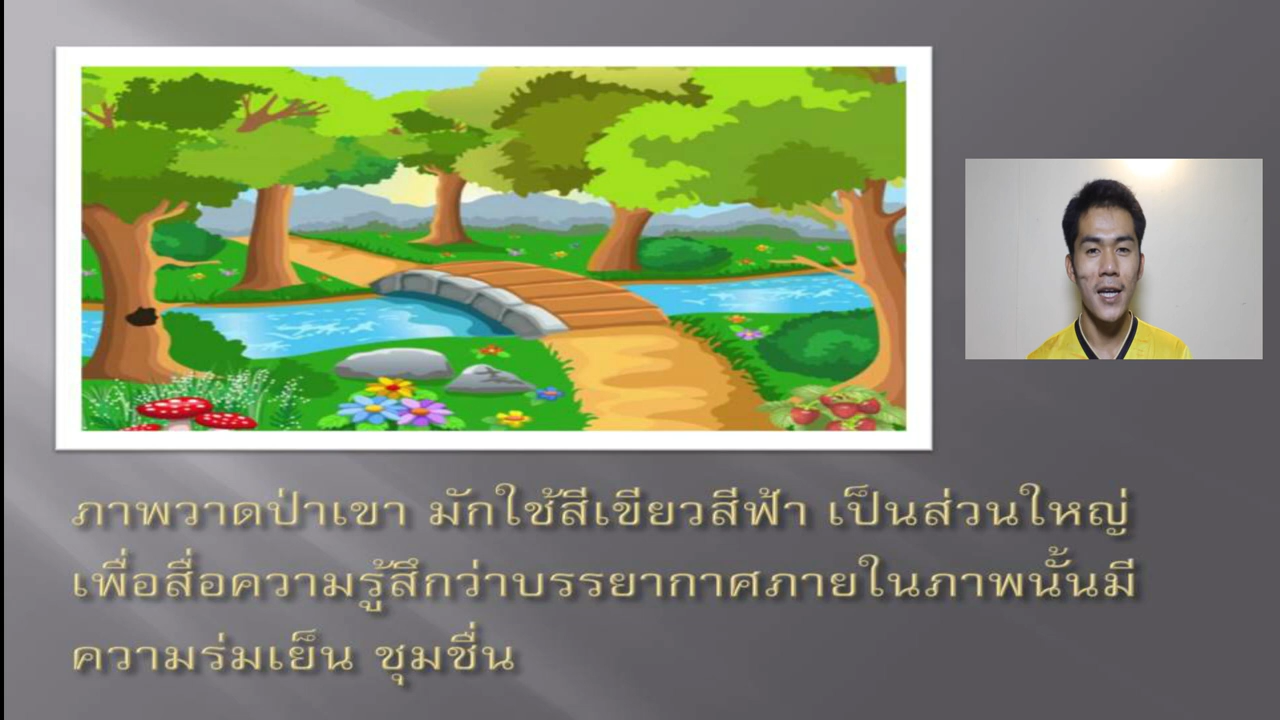 ภาพวาดป่าเขา มักใช้สีเขียวสีฟ้า เป็นส่วนใหญ่
เพื่อสื่อความรู้สึกว่าบรรยากาศภายในภาพนั้นมี
ความร่มเย็น ชุมชื่น